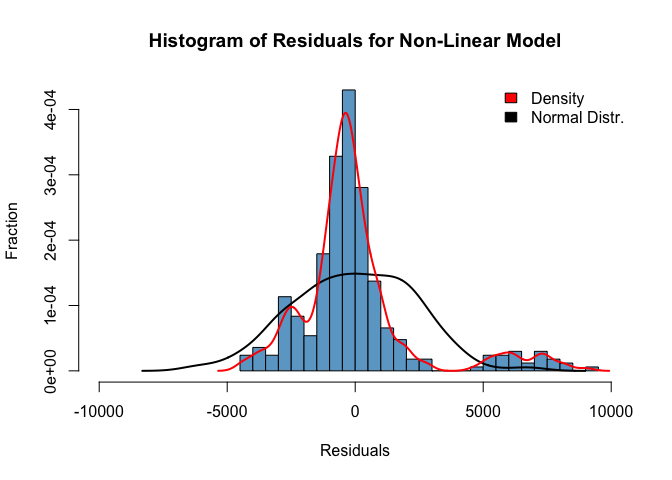 Histogram of Residuals for Non-Linear Model
Density
Normal Distr.
Fraction
4e-04
3e-04
2e-04
1e-04
0e+00
-10000 -5000 0 5000 10000
Residuals